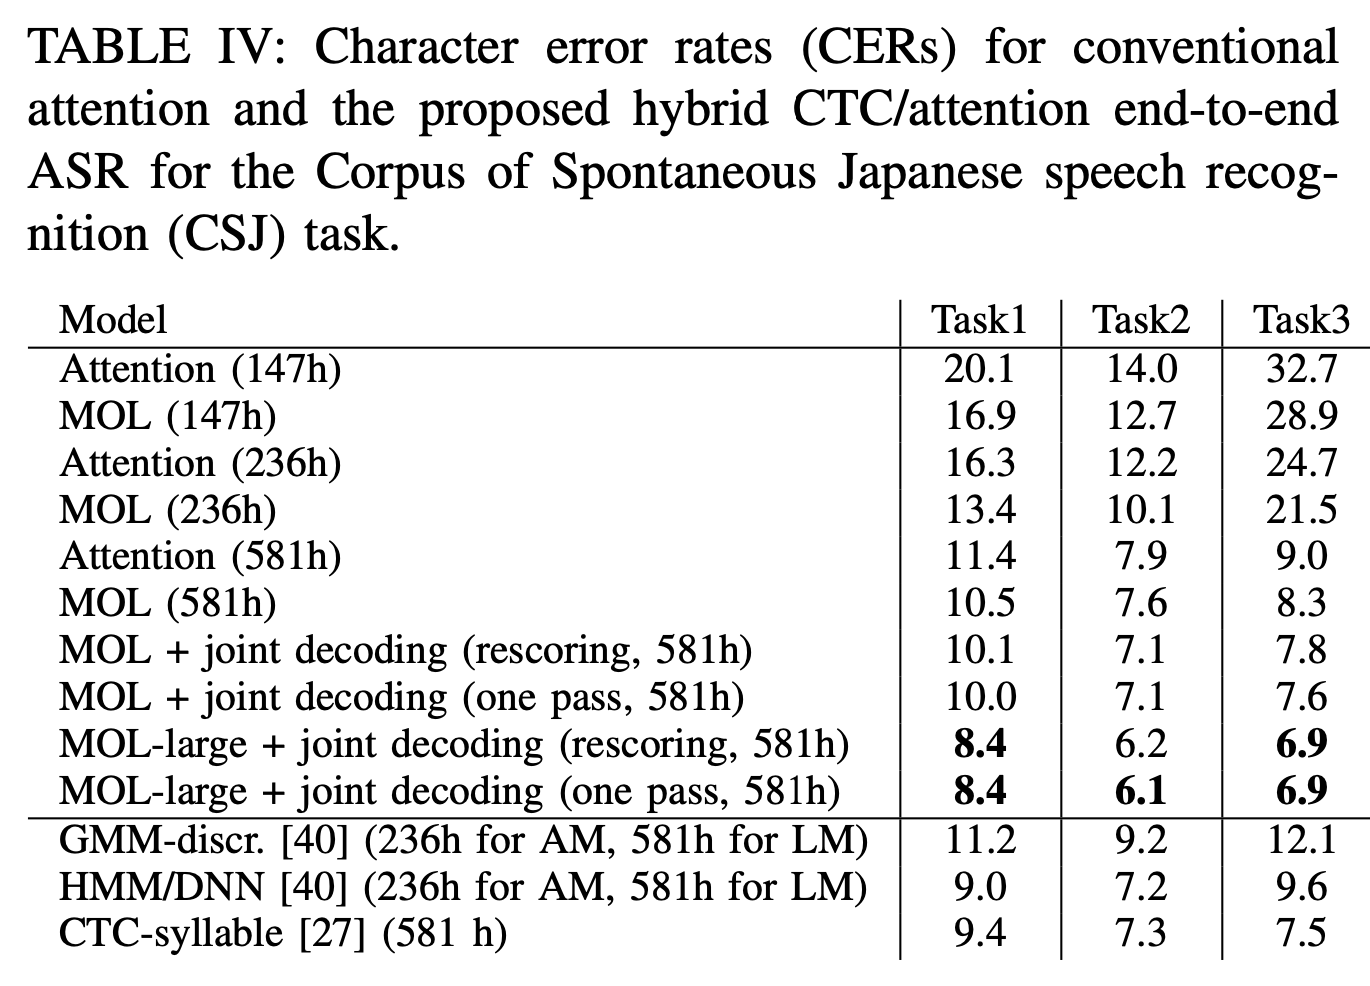 TABLE IV: Character error rates (CERs) for conventional
attention and the proposed hybrid CTC/attention end-to-end
ASR for the Corpus of Spontaneous Japanese speech recog-
nition (CSJ) task.
Model Task1 Task2 Task3
Attention (147h) 20.1 14.0 32.7
MOL (147h) 16.9 12.7 28.9
Attention (236h) 16.3 12.2 24.7
MOL (236h) 13.4 10.1 21.5
Attention (581h) 11.4 7.9 9.0
MOL (581h) 10.5 7.6 8.3
MOL + joint decoding (rescoring, 581h) 10.1 7.1 7.8
MOL + joint decoding (one pass, 581h) 10.0 7.1 7.6
MOL-large + joint decoding (rescoring, 581h) 8.4 6.2 6.9
MOL-large + joint decoding (one pass, 581h) 8.4 6.1 6.9
GMM-discr. [40] (236h for AM, 581h for LM) 11.2 9.2 12.1
HMM/DNN [40] (236h for AM, 581h for LM) 9.0 7.2 9.6
CTC-syllable [27] (581 h) 9.4 7.3 7.5